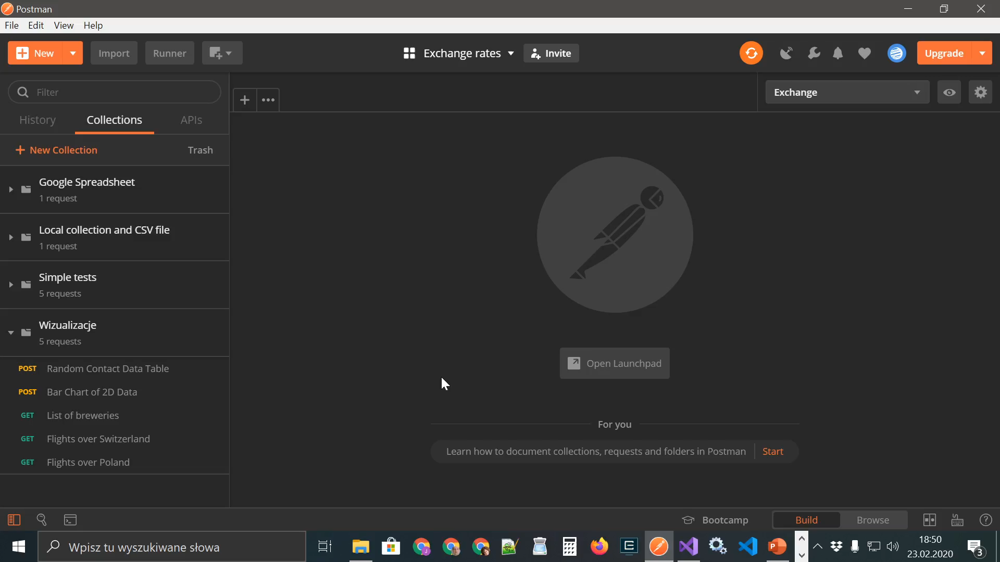 Postman
File Edit View Help
New Import Runner Exchange rates Invite Upgrade
Filter
Exchange
History Collections APIs
New Collection Trash
Google Spreadsheet
1 request
Local collection and CSV file
1 request
Simple tests
5 requests
Wizualizacje
5 requests
POST Random Contact Data Table
POST Bar Chart of 2D Data
GET List of breweries
GET Flights over Switzerland
GET Flights over Poland
Open Launchpad
For you
Learn how to document collections, requests and folders in Postman Start
Bootcamp Build Browse
Wpisz tu wyszukiwane słowa
18:50
23.02.2020
3